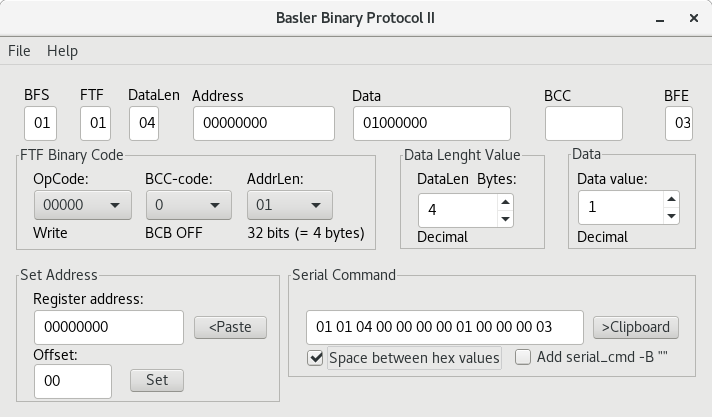 Basler Binary Protocol II
File Help
BFS FTF DataLen Address Data BCC BFE
01 01 04 00000000 01000000 03
FTF Binary Code Data Lenght Value Data
OpCode: BCC-code: AddrLen: DataLen Bytes: Data value:
00000 0 01 4 1
Write BCB OFF 32 bits (= 4 bytes) Decimal Decimal
Set Address Serial Command
Register address:
00000000 <Paste 01 01 04 00 00 00 00 01 00 00 00 03 >Clipboard
Offset: Space between hex values Add serial_cmd -B ""
00 Set